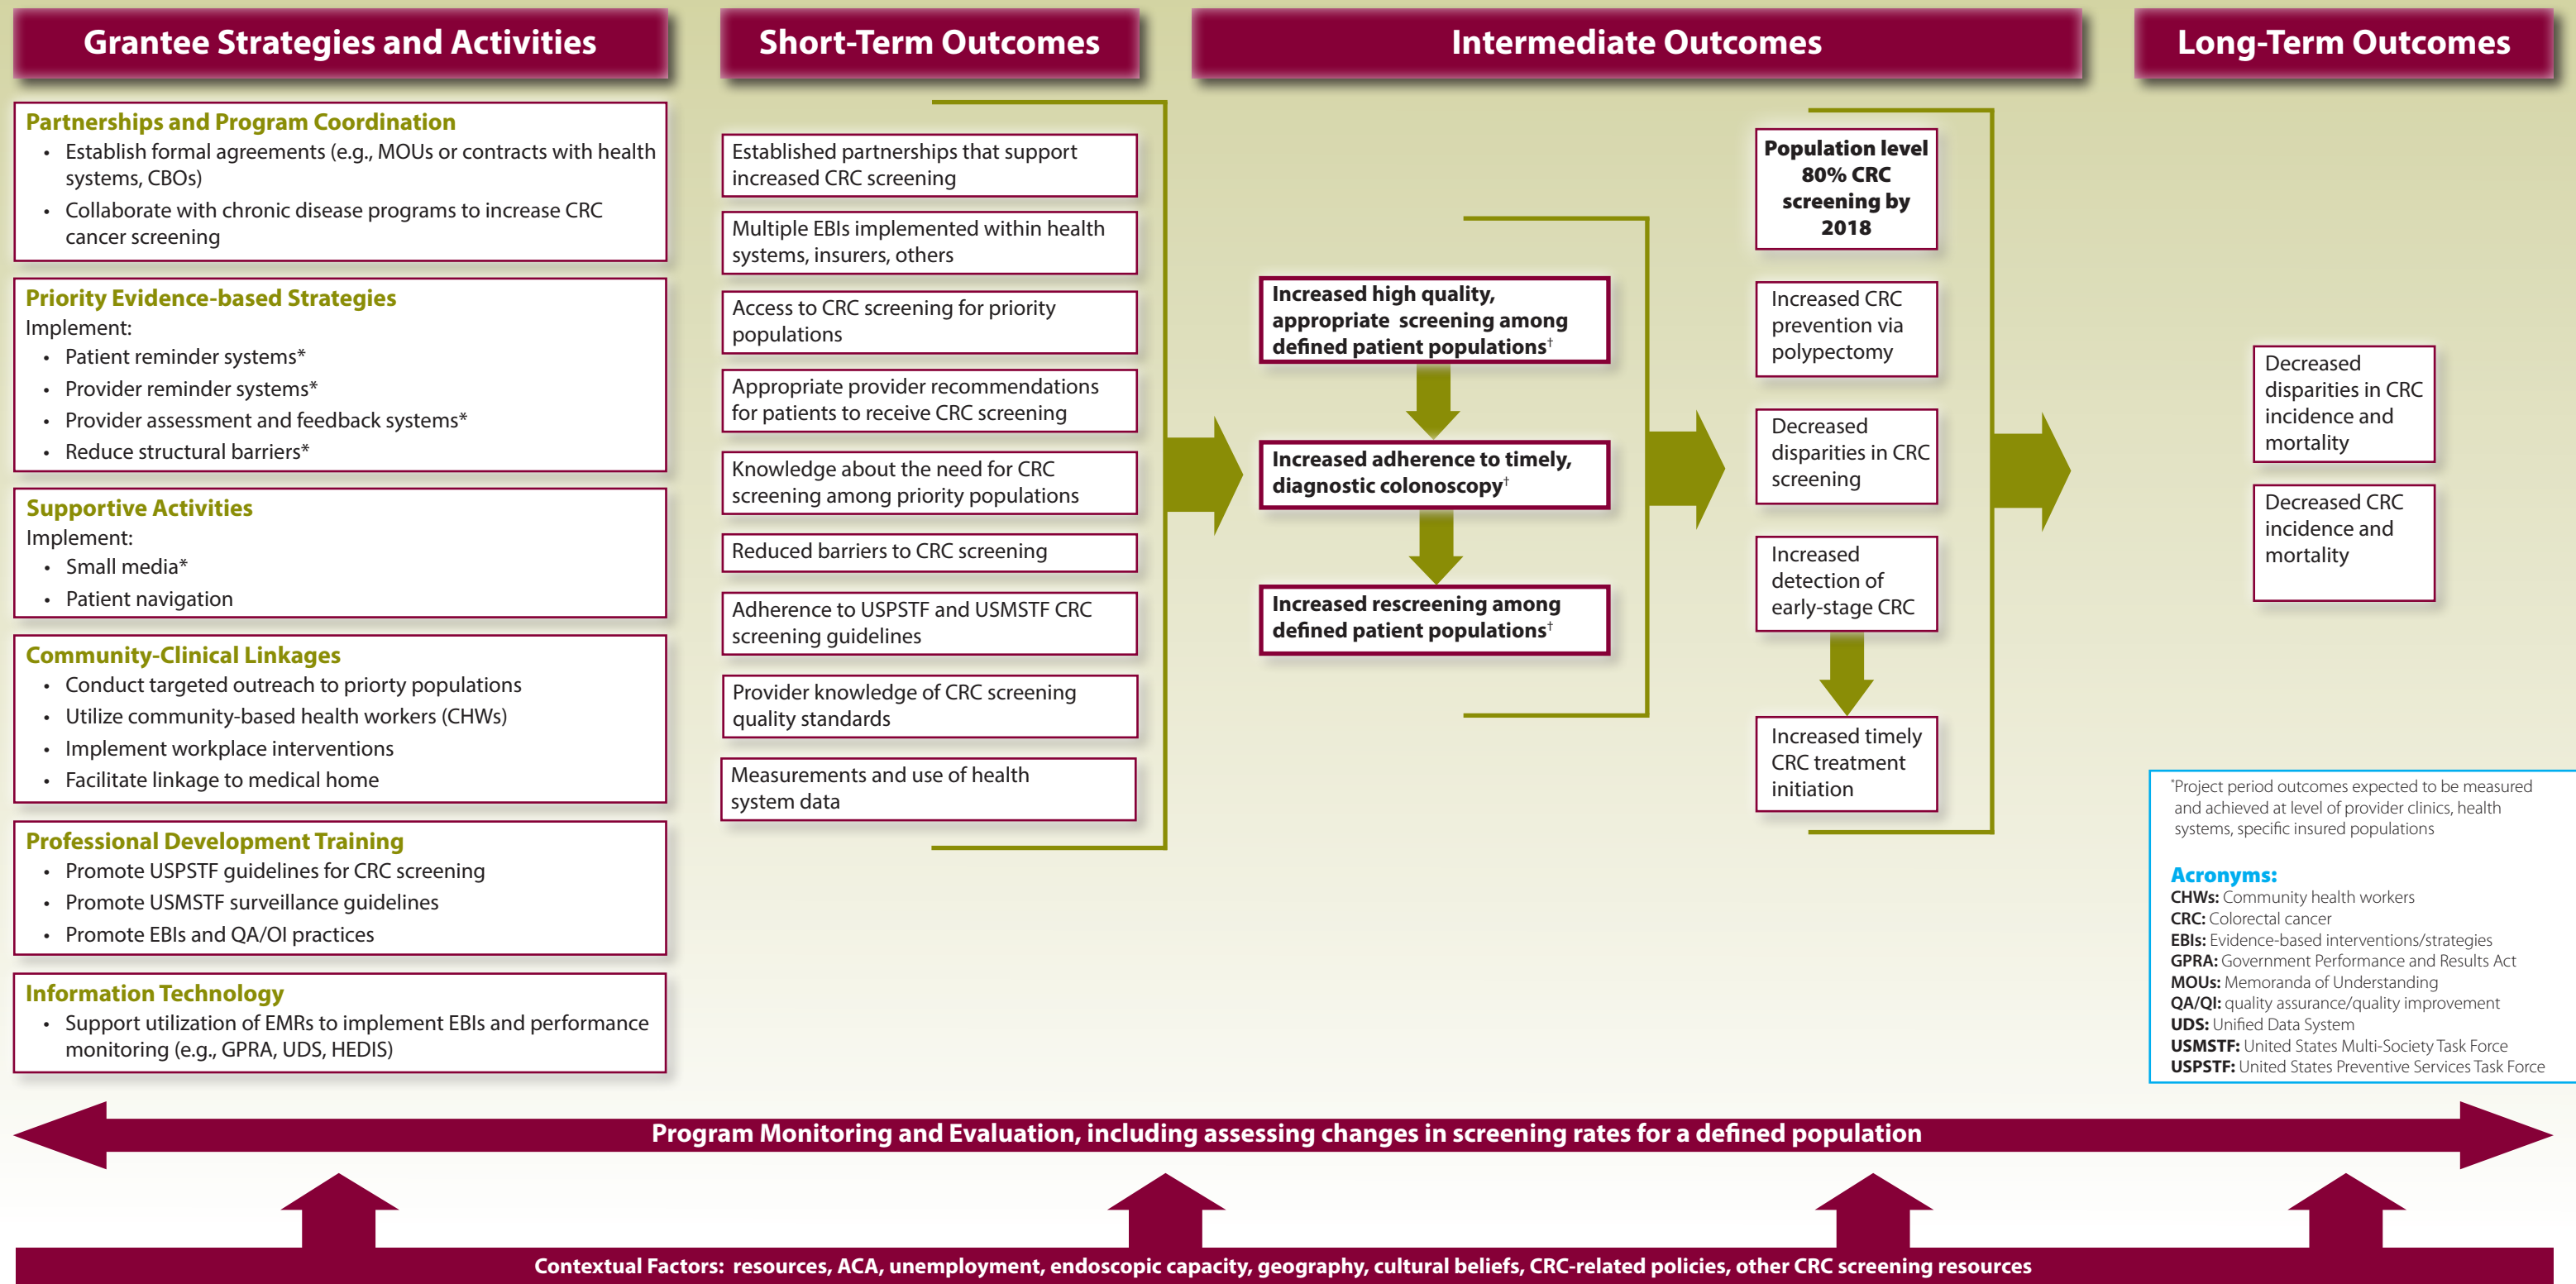 Grantee Strategies and Activities
Partnerships and Program Coordination
• Establish formal agreements (e.g., MOUs or contracts with health
systems, CBOs)
• Collaborate with chronic disease programs to increase CRC
cancer screening
Priority Evidence-based Strategies
Implement:
• Patient reminder systems*
• Provider reminder systems*
• Provider assessment and feedback systems*
• Reduce structural barriers*
Supportive Activities
Implement:
• Small media*
• Patient navigation
Community-Clinical Linkages
• Conduct targeted outreach to priorty populations
• Utilize community-based health workers (CHWs)
• Implement workplace interventions
• Facilitate linkage to medical home
Professional Development Training
• Promote USPSTF guidelines for CRC screening
• Promote USMSTF surveillance guidelines
• Promote EBIs and QA/OI practices
Information Technology
• Support utilization of EMRs to implement EBIs and performance
monitoring (e.g., GPRA, UDS, HEDIS)
Short-Term Outcomes
Established partnerships that support
increased CRC screening
Multiple EBIs implemented within health
systems, insurers, others
Access to CRC screening for priority
populations
Appropriate provider recommendations
for patients to receive CRC screening
Knowledge about the need for CRC
screening among priority populations
Reduced barriers to CRC screening
Adherence to USPSTF and USMSTF CRC
screening guidelines
Provider knowledge of CRC screening
quality standards
Measurements and use of health
system data
Intermediate Outcomes
Increased high quality,
appropriate screening among
defined patient populations†
Increased adherence to timely,
diagnostic colonoscopy†
Increased rescreening among
defined patient populations†
Population level
80% CRC
screening by
2018
Increased CRC
prevention via
polypectomy
Decreased
disparities in CRC
screening
Increased
detection of
early-stage CRC
Increased timely
CRC treatment
initiation
Long-Term Outcomes
Decreased
disparities in CRC
incidence and
mortality
Decreased CRC
incidence and
mortality
*Project period outcomes expected to be measured
and achieved at level of provider clinics, health
systems, specific insured populations
Acronyms:
CHWs: Community health workers
CRC: Colorectal cancer
EBIs: Evidence-based interventions/strategies
GPRA: Government Performance and Results Act
MOUs: Memoranda of Understanding
QA/QI: quality assurance/quality improvement
UDS: Unified Data System
USMSTF: United States Multi-Society Task Force
USPSTF: United States Preventive Services Task Force
Program Monitoring and Evaluation, including assessing changes in screening rates for a defined population
Contextual Factors: resources, ACA, unemployment, endoscopic capacity, geography, cultural beliefs, CRC-related policies, other CRC screening resources